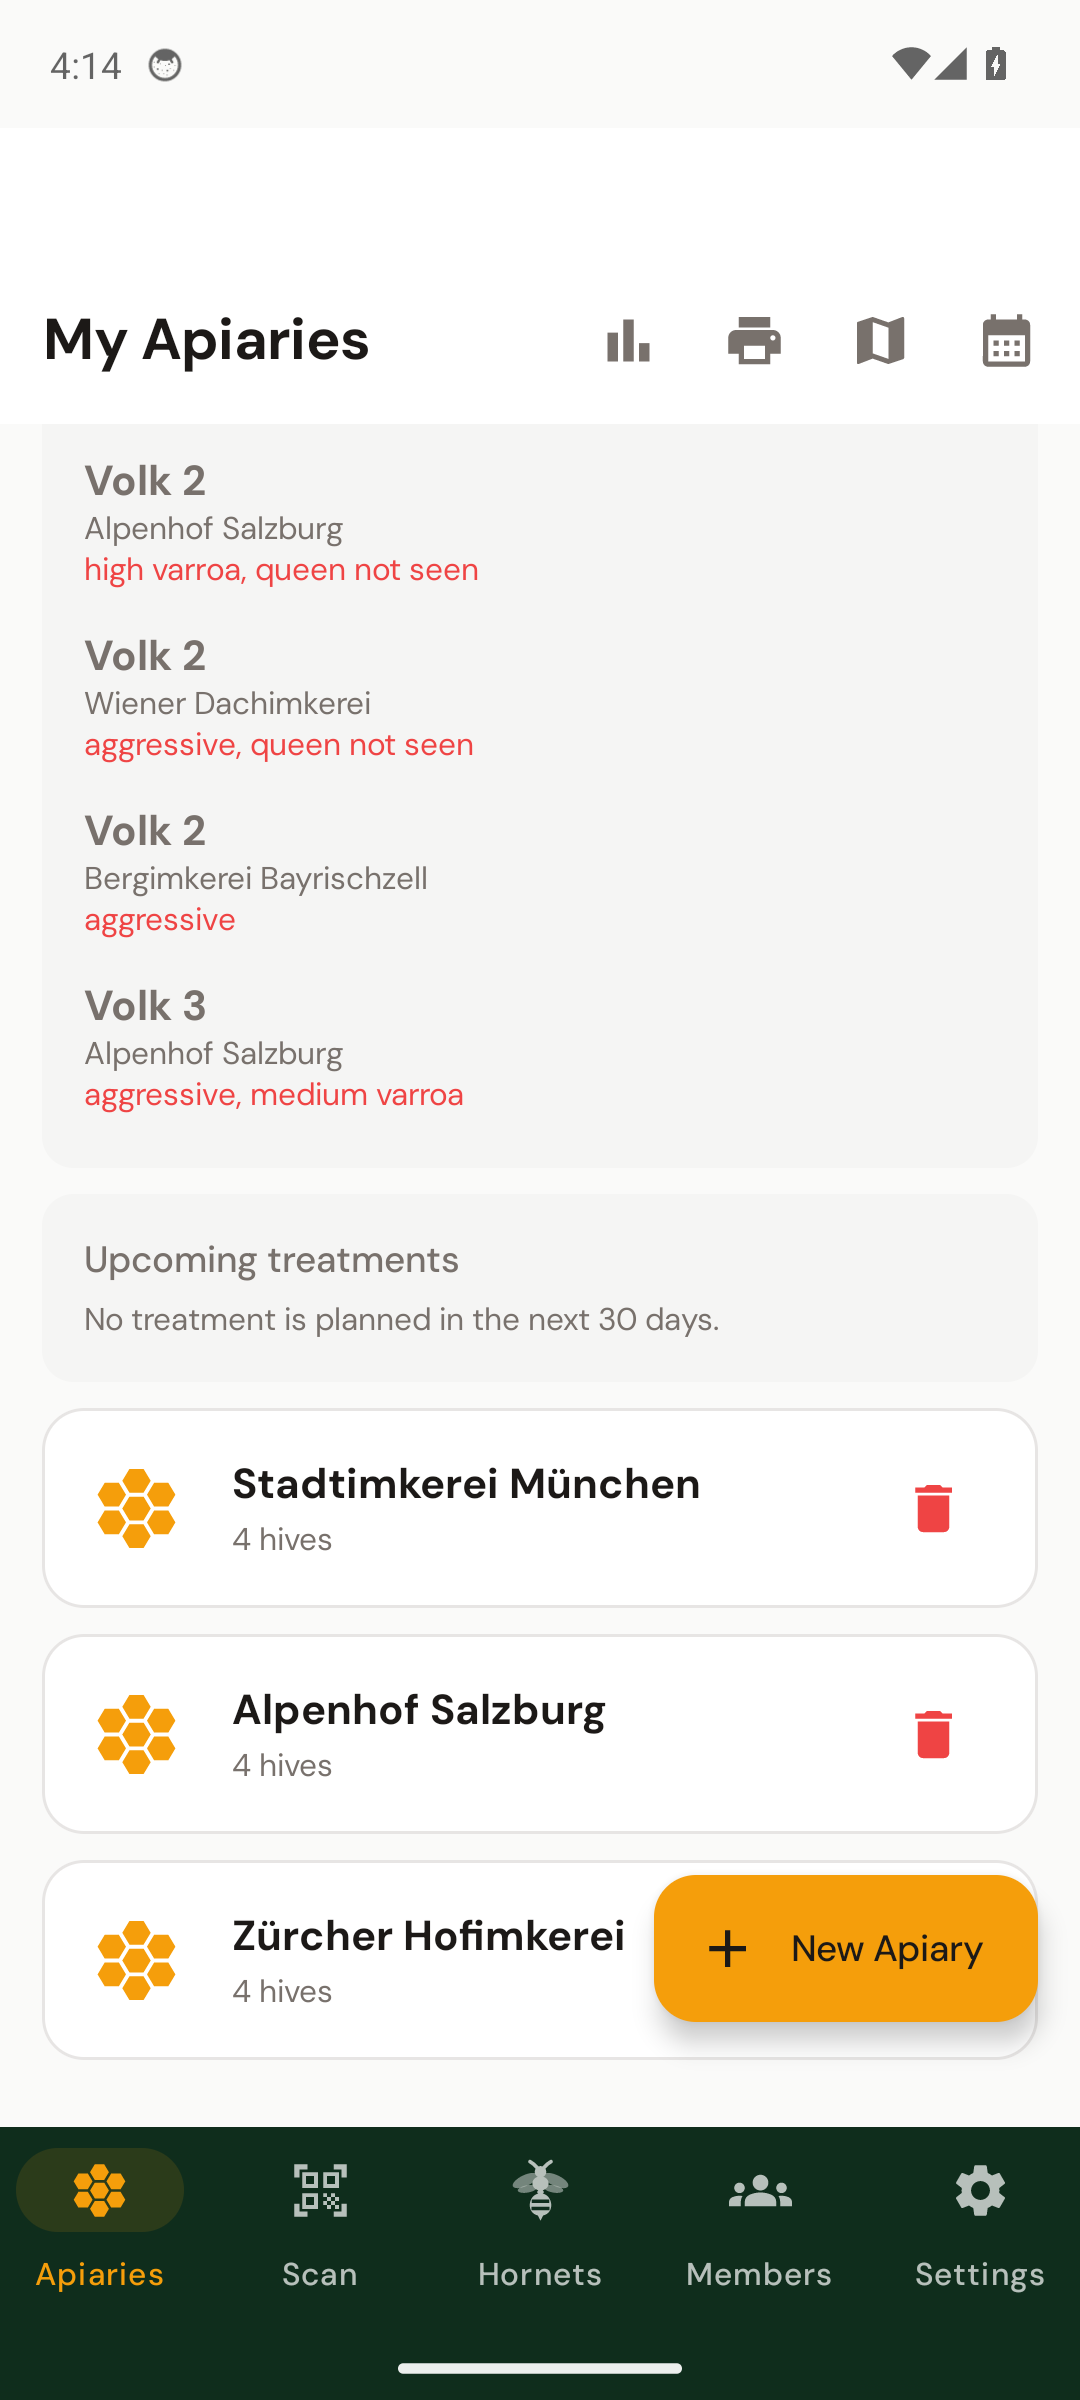 4:14
My Apiaries
Volk 2
Alpenhof Salzburg
high varroa, queen not seen
Volk 2
Wiener Dachimkerei
aggressive, queen not seen
Volk 2
Bergimkerei Bayrischzell
aggressive
Volk 3
Alpenhof Salzburg
aggressive, medium varroa
Upcoming treatments
No treatment is planned in the next 30 days.
Stadtimkerei München
4 hives
Alpenhof Salzburg
4 hives
Zürcher Hofimkerei
4 hives
New Apiary
Apiaries
Scan
Hornets
Members
Settings